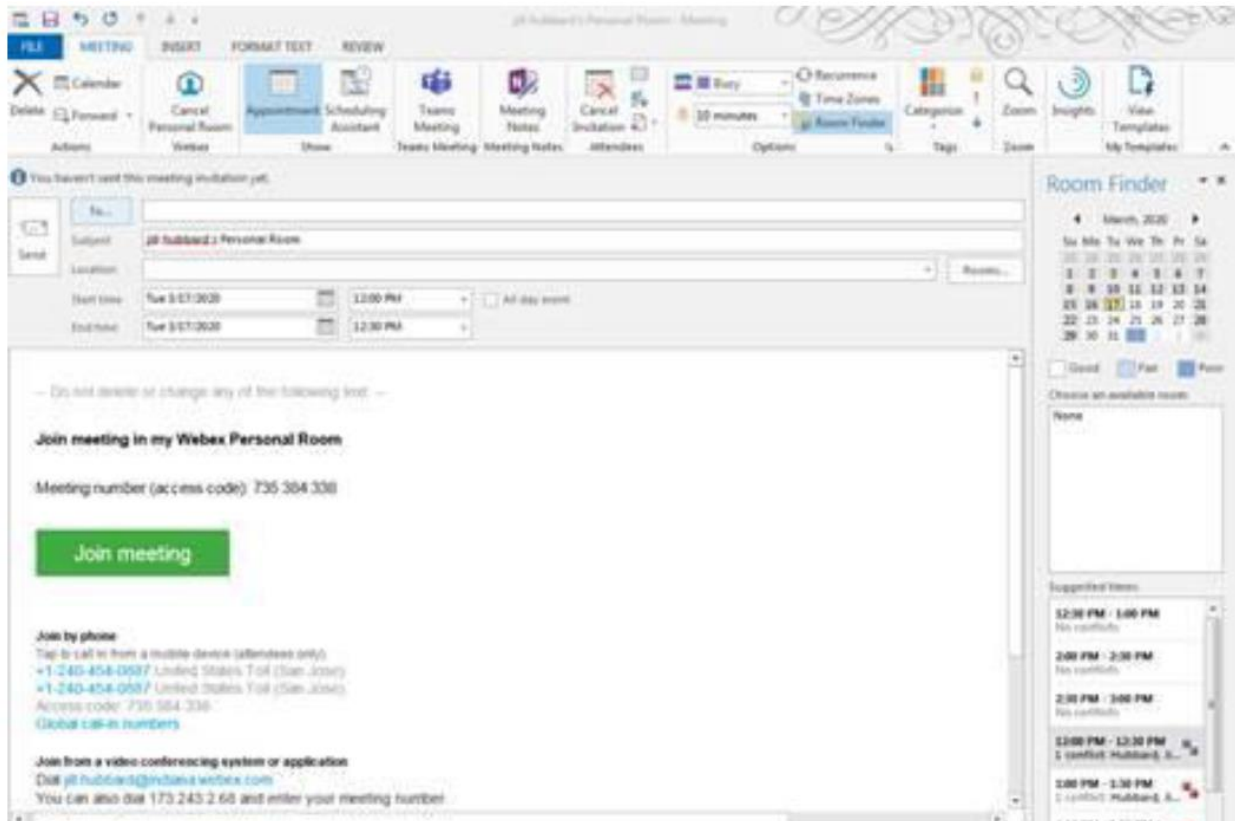 jill hubbard's Personal Room - Meeting
FILE MEETING INSERT FORMAT TEXT REVIEW
Delete
Calendar
Forward
Actions
Cancel Personal Room
Webex
Appointment
Scheduling Assistant
Show
Teams Meeting
Teams Meeting
Meeting Notes
Meeting Notes
Cancel Invitation
Attendees
Busy
10 minutes
Recurrence
Time Zones
Room Finder
Options
Categorize
Tags
Zoom
Zoom
Insights
View Templates
My Templates
You haven't sent this meeting invitation yet.
Send
To...
Subject jill hubbard's Personal Room
Location Rooms...
Start time Tue 3/17/2020 12:00 PM All day event
End time Tue 3/17/2020 12:30 PM
-- Do not delete or change any of the following text. --
Join meeting in my Webex Personal Room
Meeting number (access code): 735 384 338
Join meeting
Join by phone
Tap to call in from a mobile device (attendees only)
+1-240-454-0887 United States Toll (San Jose)
+1-240-454-0887 United States Toll (San Jose)
Access code: 735 384 338
Global call-in numbers
Join from a video conferencing system or application
Dial jill.hubbard@indiana.webex.com
You can also dial 173.243.2.68 and enter your meeting number.
Room Finder
March, 2020
Su Mo Tu We Th Fr Sa
1 2 3 4 5 6 7
8 9 10 11 12 13 14
15 16 17 18 19 20 21
22 23 24 25 26 27 28
29 30 31
Good Fair Poor
Choose an available room:
None
Suggested times:
12:30 PM - 1:00 PM
No conflicts
2:00 PM - 2:30 PM
No conflicts
2:30 PM - 3:00 PM
No conflicts
12:00 PM - 12:30 PM
1 conflict: Hubbard, J...
1:00 PM - 1:30 PM
1 conflict: Hubbard, J...